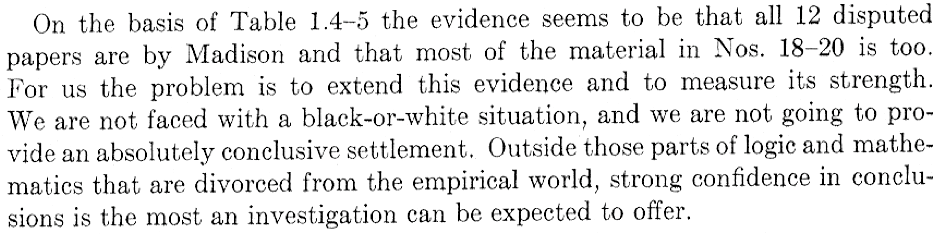 On the basis of Table 1.4–5 the evidence seems to be that all 12 disputed
papers are by Madison and that most of the material in Nos. 18–20 is too.
For us the problem is to extend this evidence and to measure its strength.
We are not faced with a black-or-white situation, and we are not going to pro-
vide an absolutely conclusive settlement. Outside those parts of logic and mathe-
matics that are divorced from the empirical world, strong confidence in conclu-
sions is the most an investigation can be expected to offer.